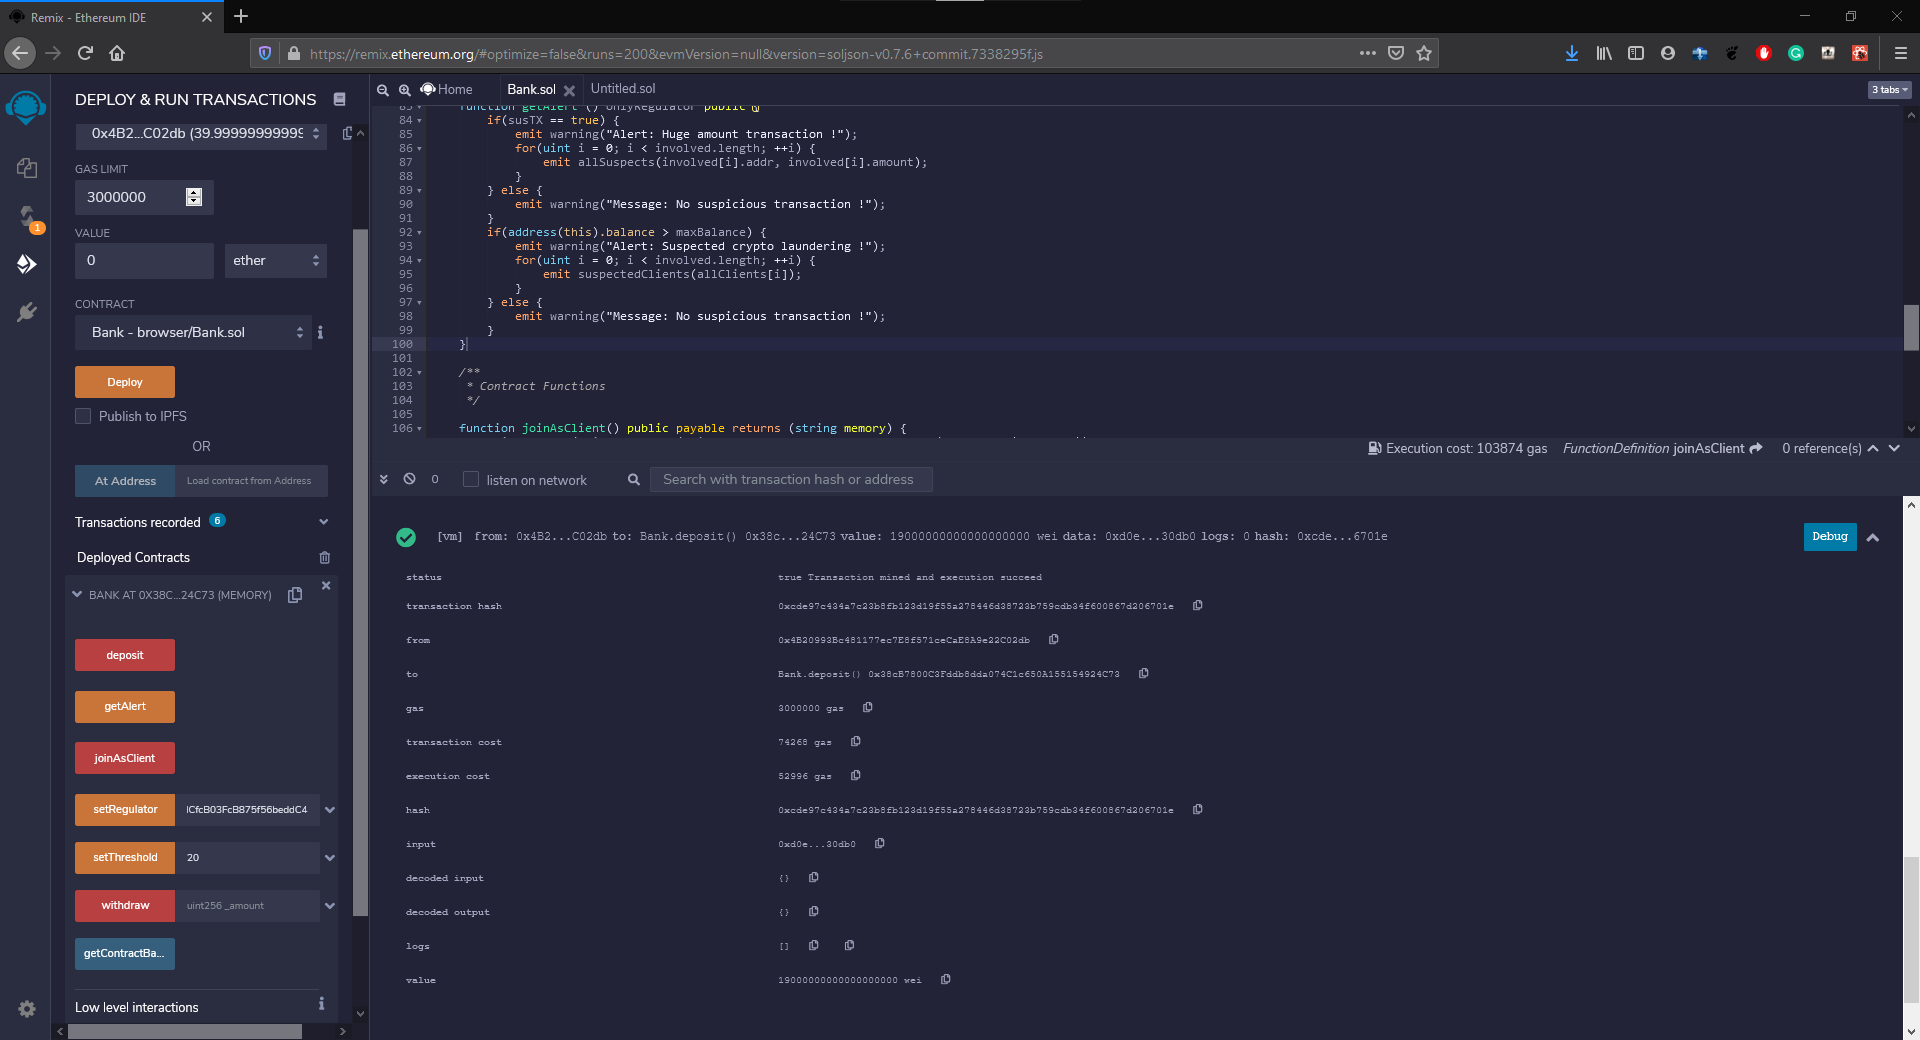 Remix - Ethereum IDE
https://remix.ethereum.org/#optimize=false&runs=200&evmVersion=null&version=soljson-v0.7.6+commit.7338295f.js
DEPLOY & RUN TRANSACTIONS
0x4B2...C02db (39.9999999999
GAS LIMIT
3000000
VALUE
0
ether
CONTRACT
Bank - browser/Bank.sol
i
Deploy
Publish to IPFS
OR
At Address
Load contract from Address
Transactions recorded 6
Deployed Contracts
BANK AT 0X38C...24C73 (MEMORY)
deposit
getAlert
joinAsClient
setRegulator
lCfcB03FcB875f56beddC4
setThreshold
20
withdraw
uint256 _amount
getContractBa...
Low level interactions
i
1
Home
Bank.sol
Untitled.sol
3 tabs
83 function getAlert () onlyRegulator public {
84 if(susTX == true) {
85 emit warning("Alert: Huge amount transaction !");
86 for(uint i = 0; i < involved.length; ++i) {
87 emit allSuspects(involved[i].addr, involved[i].amount);
88 }
89 } else {
90 emit warning("Message: No suspicious transaction !");
91 }
92 if(address(this).balance > maxBalance) {
93 emit warning("Alert: Suspected crypto laundering !");
94 for(uint i = 0; i < involved.length; ++i) {
95 emit suspectedClients(allClients[i]);
96 }
97 } else {
98 emit warning("Message: No suspicious transaction !");
99 }
100 }
101
102 /**
103 * Contract Functions
104 */
105
106 function joinAsClient() public payable returns (string memory) {
Execution cost: 103874 gas FunctionDefinition joinAsClient 0 reference(s)
0
listen on network
Search with transaction hash or address
[vm] from: 0x4B2...C02db to: Bank.deposit() 0x38c...24C73 value: 19000000000000000000 wei data: 0xd0e...30db0 logs: 0 hash: 0xcde...6701e
Debug
status true Transaction mined and execution succeed
transaction hash 0xcde97c434a7c23b8fb123d19f55a278446d38723b759cdb34f600867d206701e
from 0x4B20993Bc481177ec7E8f571ceCaE8A9e22C02db
to Bank.deposit() 0x38cB7800C3Fddb8dda074C1c650A155154924C73
gas 3000000 gas
transaction cost 74268 gas
execution cost 52996 gas
hash 0xcde97c434a7c23b8fb123d19f55a278446d38723b759cdb34f600867d206701e
input 0xd0e...30db0
decoded input {}
decoded output {}
logs []
value 19000000000000000000 wei